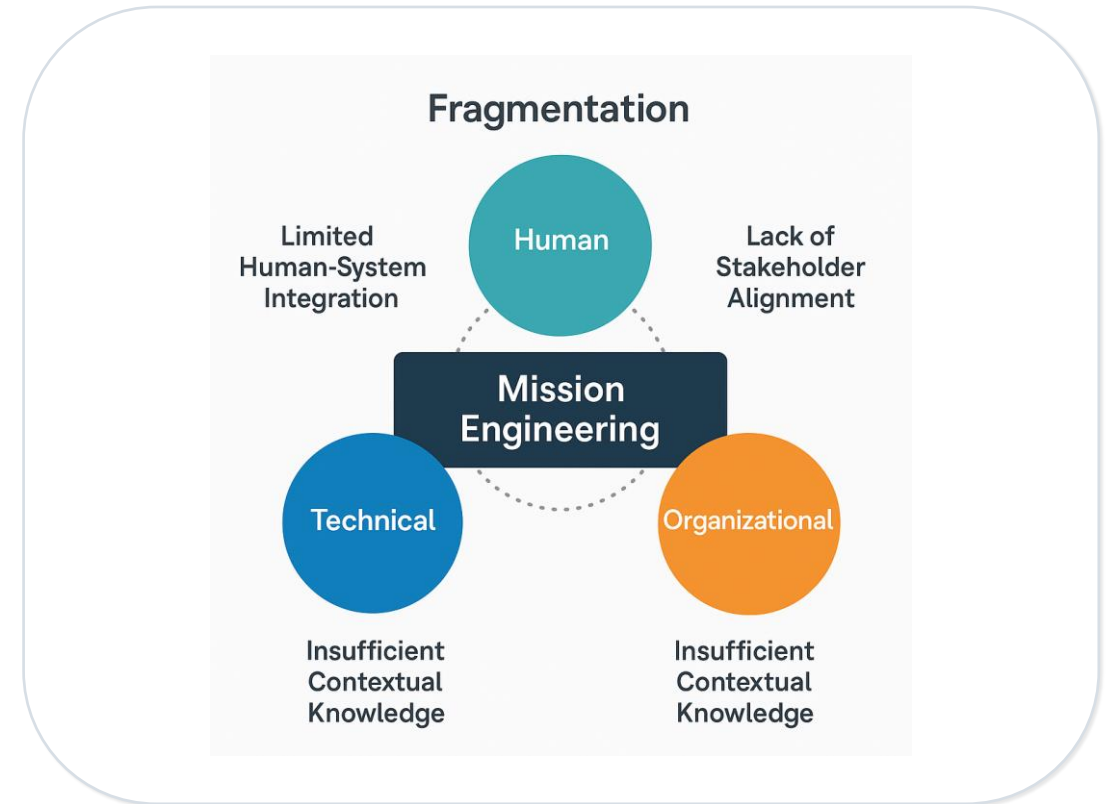 Fragmentation
Limited
Human-System
Integration
Human
Lack of
Stakeholder
Alignment
Mission
Engineering
Technical
Organizational
Insufficient
Contextual
Knowledge
Insufficient
Contextual
Knowledge